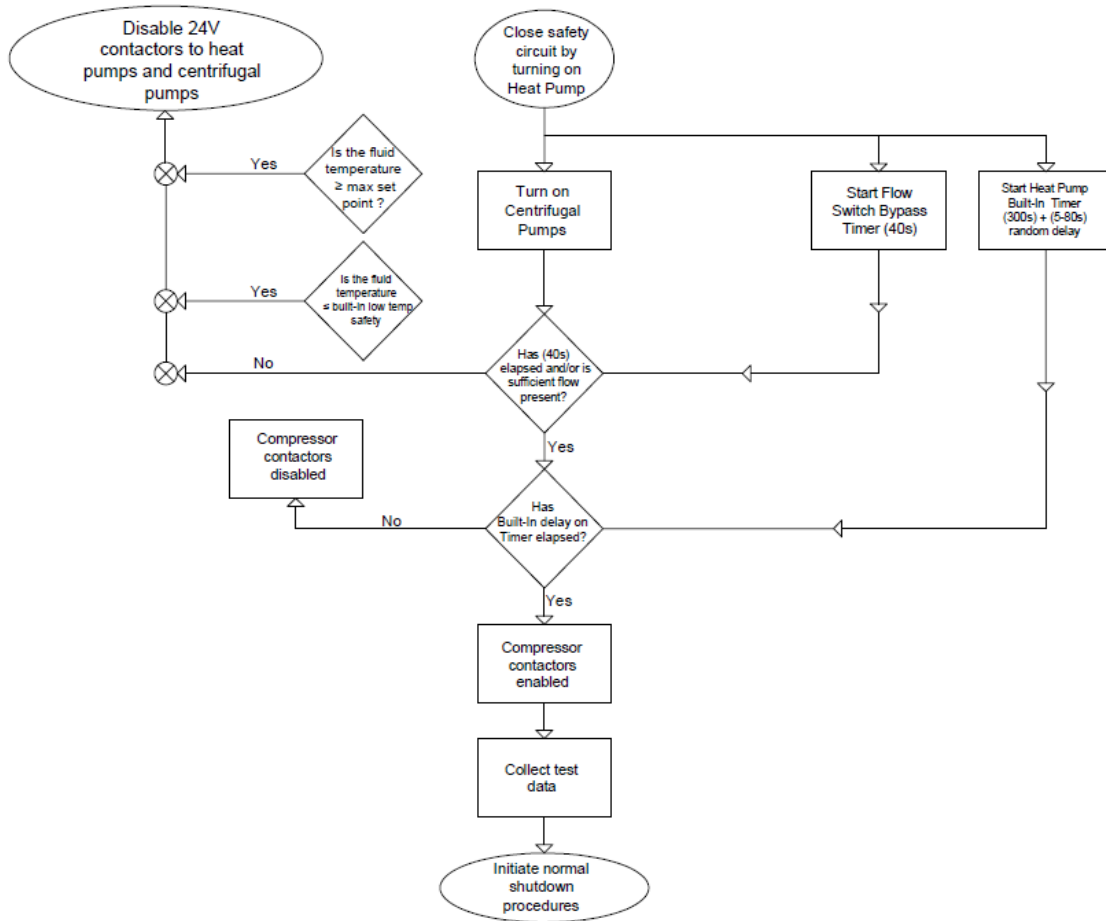 Disable 24V
contactors to heat
pumps and centrifugal
pumps
Close safety
circuit by
turning on
Heat Pump
Yes
Is the fluid
temperature
≥ max set
point ?
Turn on
Centrifugal
Pumps
Start Flow
Switch Bypass
Timer (40s)
Start Heat Pump
Built-In Timer
(300s) + (5-80s)
random delay
Yes
Is the fluid
temperature
≤ built-in low temp
safety
No
Has (40s)
elapsed and/or is
sufficient flow
present?
Yes
Compressor
contactors
disabled
No
Has
Built-In delay on
Timer elapsed?
Yes
Compressor
contactors
enabled
Collect test
data
Initiate normal
shutdown
procedures